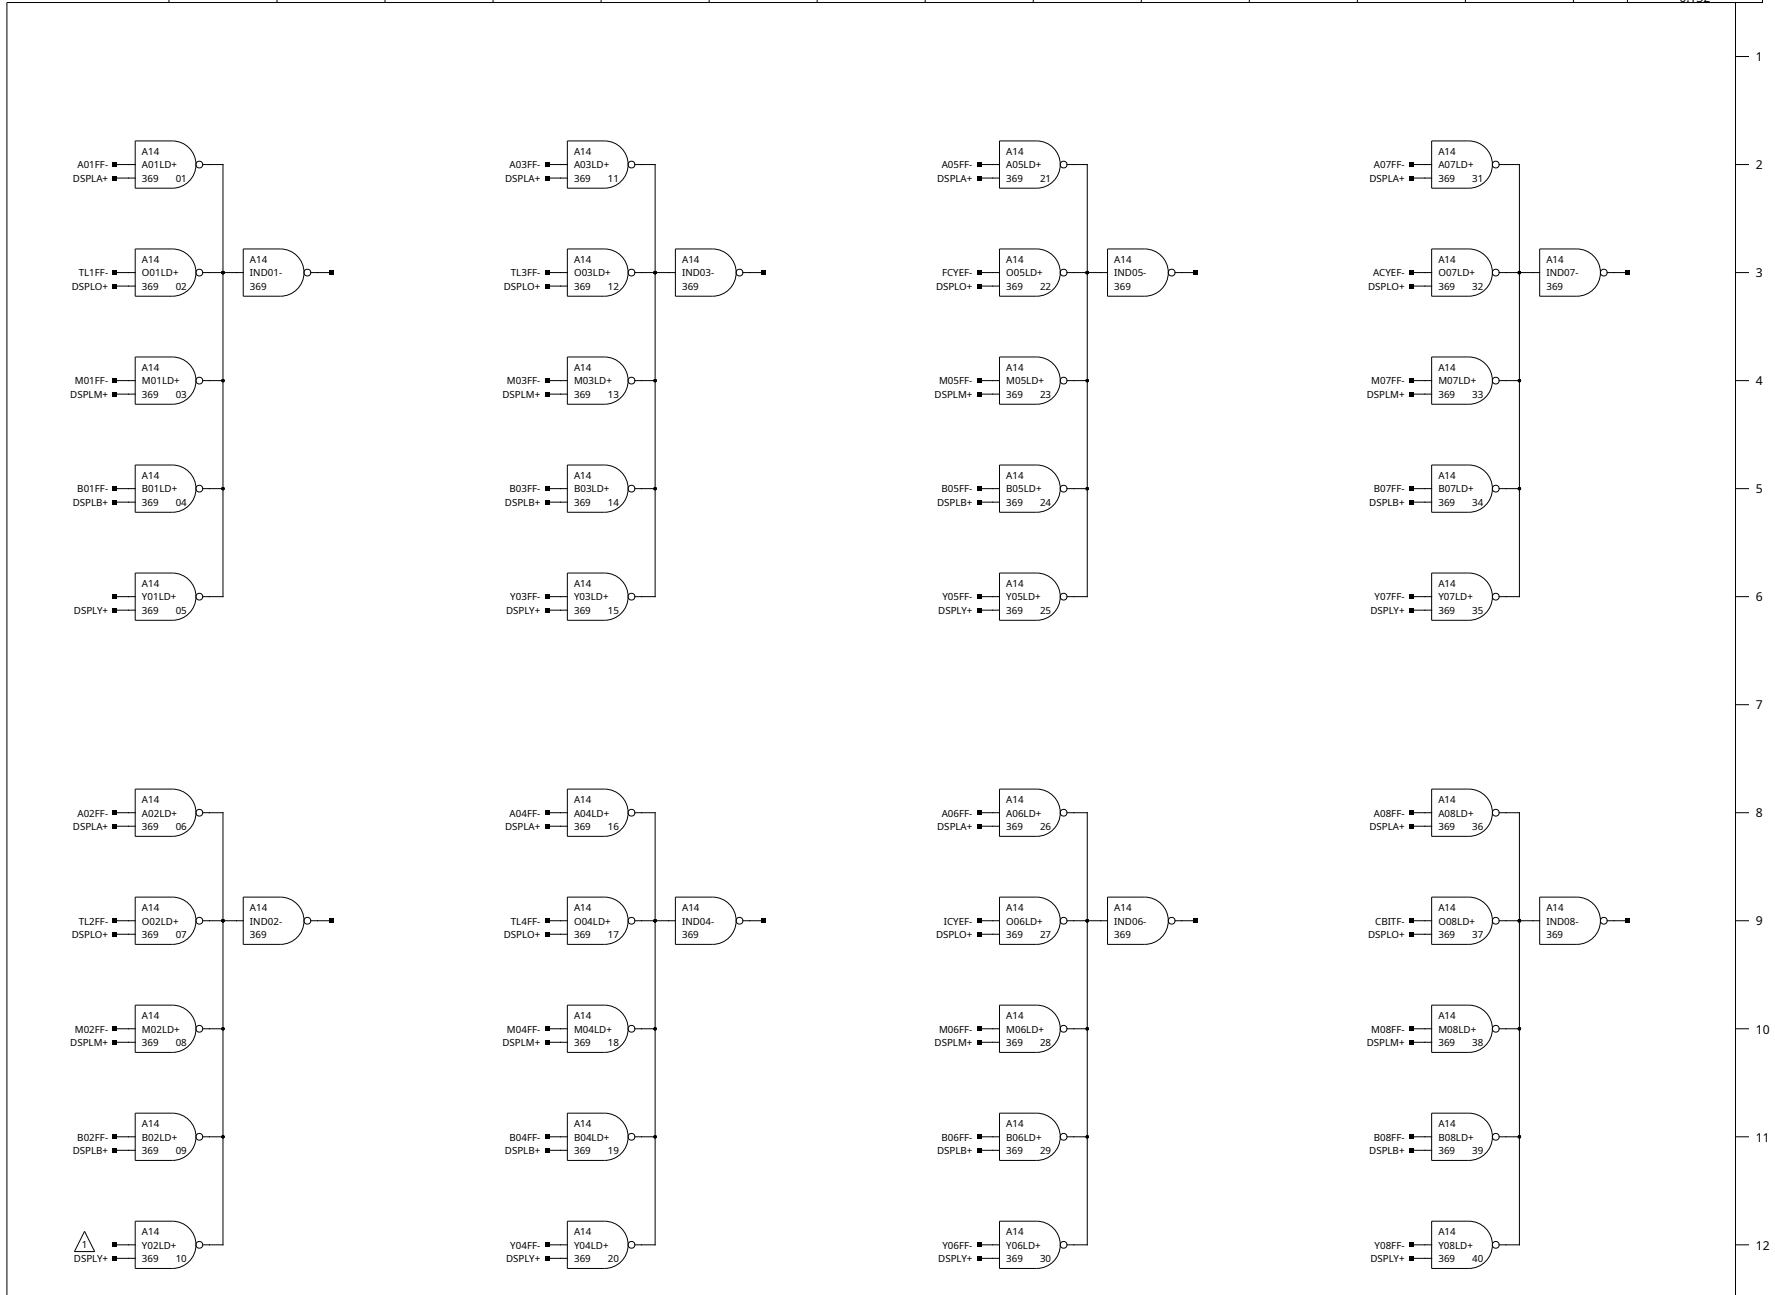 1
A14
A01FF- A01LD+
DSPLA+ 369 01
A14
A03FF- A03LD+
DSPLA+ 369 11
A14
A05FF- A05LD+
DSPLA+ 369 21
A14
A07FF- A07LD+
DSPLA+ 369 31
2
A14
TL1FF- O01LD+
DSPLO+ 369 02
A14
IND01-
369
A14
TL3FF- O03LD+
DSPLO+ 369 12
A14
IND03-
369
A14
FCYEF- O05LD+
DSPLO+ 369 22
A14
IND05-
369
A14
ACYEF- O07LD+
DSPLO+ 369 32
A14
IND07-
369
3
A14
M01FF- M01LD+
DSPLM+ 369 03
A14
M03FF- M03LD+
DSPLM+ 369 13
A14
M05FF- M05LD+
DSPLM+ 369 23
A14
M07FF- M07LD+
DSPLM+ 369 33
4
A14
B01FF- B01LD+
DSPLB+ 369 04
A14
B03FF- B03LD+
DSPLB+ 369 14
A14
B05FF- B05LD+
DSPLB+ 369 24
A14
B07FF- B07LD+
DSPLB+ 369 34
5
A14
Y01LD+
DSPLY+ 369 05
A14
Y03FF- Y03LD+
DSPLY+ 369 15
A14
Y05FF- Y05LD+
DSPLY+ 369 25
A14
Y07FF- Y07LD+
DSPLY+ 369 35
6
7
A14
A02FF- A02LD+
DSPLA+ 369 06
A14
A04FF- A04LD+
DSPLA+ 369 16
A14
A06FF- A06LD+
DSPLA+ 369 26
A14
A08FF- A08LD+
DSPLA+ 369 36
8
A14
TL2FF- O02LD+
DSPLO+ 369 07
A14
IND02-
369
A14
TL4FF- O04LD+
DSPLO+ 369 17
A14
IND04-
369
A14
ICYEF- O06LD+
DSPLO+ 369 27
A14
IND06-
369
A14
CBITF- O08LD+
DSPLO+ 369 37
A14
IND08-
369
9
A14
M02FF- M02LD+
DSPLM+ 369 08
A14
M04FF- M04LD+
DSPLM+ 369 18
A14
M06FF- M06LD+
DSPLM+ 369 28
A14
M08FF- M08LD+
DSPLM+ 369 38
10
A14
B02FF- B02LD+
DSPLB+ 369 09
A14
B04FF- B04LD+
DSPLB+ 369 19
A14
B06FF- B06LD+
DSPLB+ 369 29
A14
B08FF- B08LD+
DSPLB+ 369 39
11
A14
1 Y02LD+
DSPLY+ 369 10
A14
Y04FF- Y04LD+
DSPLY+ 369 20
A14
Y06FF- Y06LD+
DSPLY+ 369 30
A14
Y08FF- Y08LD+
DSPLY+ 369 40
12